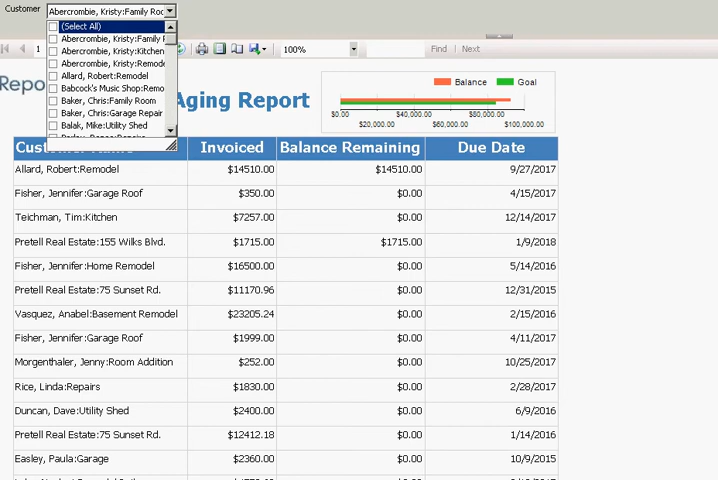 Customer Abercrombie, Kristy:Family Roo
(Select All)
Abercrombie, Kristy:Family F
Abercrombie, Kristy:Kitchen
Abercrombie, Kristy:Remode
Allard, Robert:Remodel
Babcock's Music Shop:Remo
Baker, Chris:Family Room
Baker, Chris:Garage Repair
Balak, Mike:Utility Shed
1
100%
Find | Next
Repor
Aging Report
Balance Goal
$0.00 $40,000.00 $80,000.00
$20,000.00 $60,000.00 $100,000.00
Customer Name Invoiced Balance Remaining Due Date
Allard, Robert:Remodel $14510.00 $14510.00 9/27/2017
Fisher, Jennifer:Garage Roof $350.00 $0.00 4/15/2017
Teichman, Tim:Kitchen $7257.00 $0.00 12/14/2017
Pretell Real Estate:155 Wilks Blvd. $1715.00 $1715.00 1/9/2018
Fisher, Jennifer:Home Remodel $16500.00 $0.00 5/14/2016
Pretell Real Estate:75 Sunset Rd. $11170.96 $0.00 12/31/2015
Vasquez, Anabel:Basement Remodel $23205.24 $0.00 2/15/2016
Fisher, Jennifer:Garage Roof $1999.00 $0.00 4/11/2017
Morgenthaler, Jenny:Room Addition $252.00 $0.00 10/25/2017
Rice, Linda:Repairs $1830.00 $0.00 2/28/2017
Duncan, Dave:Utility Shed $2400.00 $0.00 6/9/2016
Pretell Real Estate:75 Sunset Rd. $12412.18 $0.00 1/14/2016
Easley, Paula:Garage $2360.00 $0.00 10/9/2015